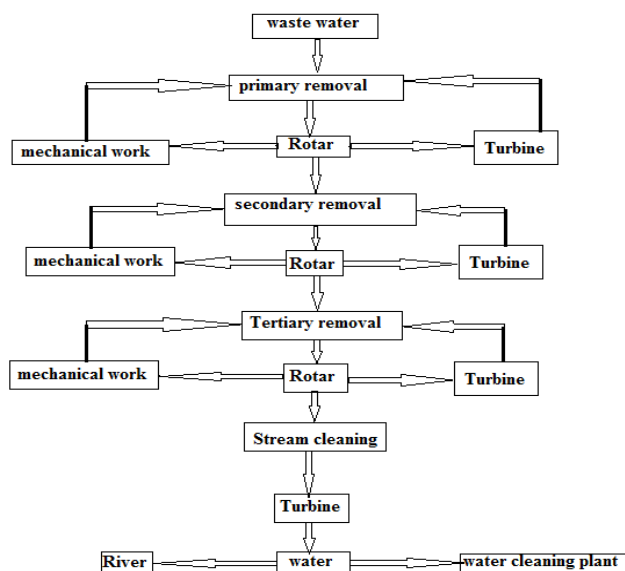 waste water
primary removal
mechanical work
Rotar
Turbine
secondary removal
mechanical work
Rotar
Turbine
Tertiary removal
mechanical work
Rotar
Turbine
Stream cleaning
Turbine
River
water
water cleaning plant